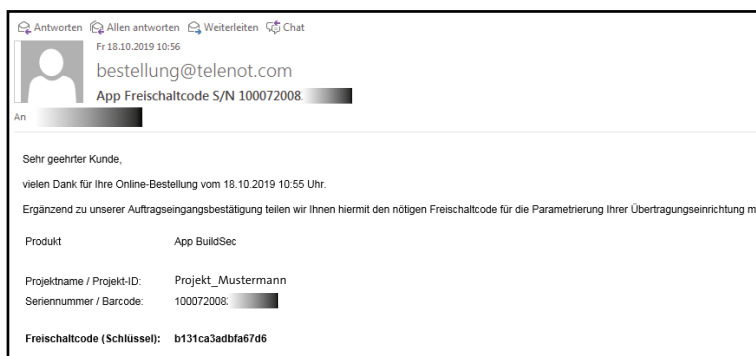 Antworten Allen antworten Weiterleiten Chat
Fr 18.10.2019 10:56
bestellung@telenot.com
App Freischaltcode S/N 100072008
An
Sehr geehrter Kunde,
vielen Dank für Ihre Online-Bestellung vom 18.10.2019 10:55 Uhr.
Ergänzend zu unserer Auftragseingangsbestätigung teilen wir Ihnen hiermit den nötigen Freischaltcode für die Parametrierung Ihrer Übertragungseinrichtung m
Produkt App BuildSec
Projektname / Projekt-ID: Projekt_Mustermann
Seriennummer / Barcode: 100072008
Freischaltcode (Schlüssel): b131ca3adbfa67d6